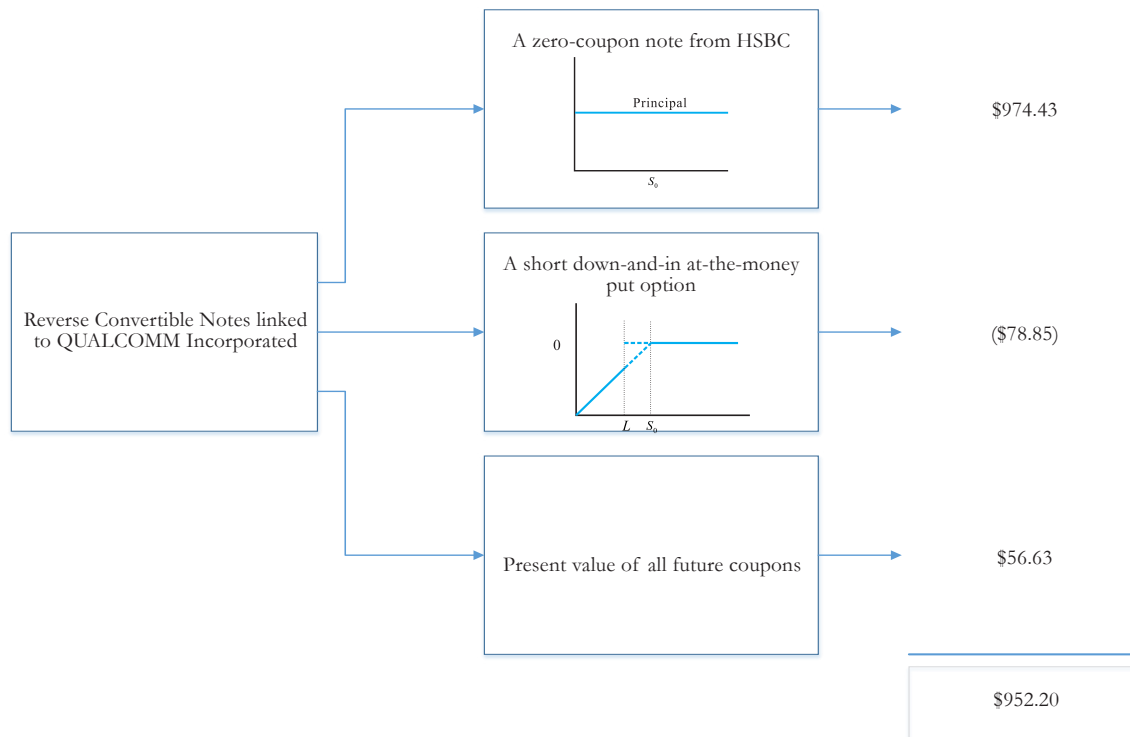 A zero-coupon note from HSBC
Principal
S₀
$974.43
Reverse Convertible Notes linked
to QUALCOMM Incorporated
A short down-and-in at-the-money
put option
0
L S₀
($78.85)
Present value of all future coupons
$56.63
$952.20